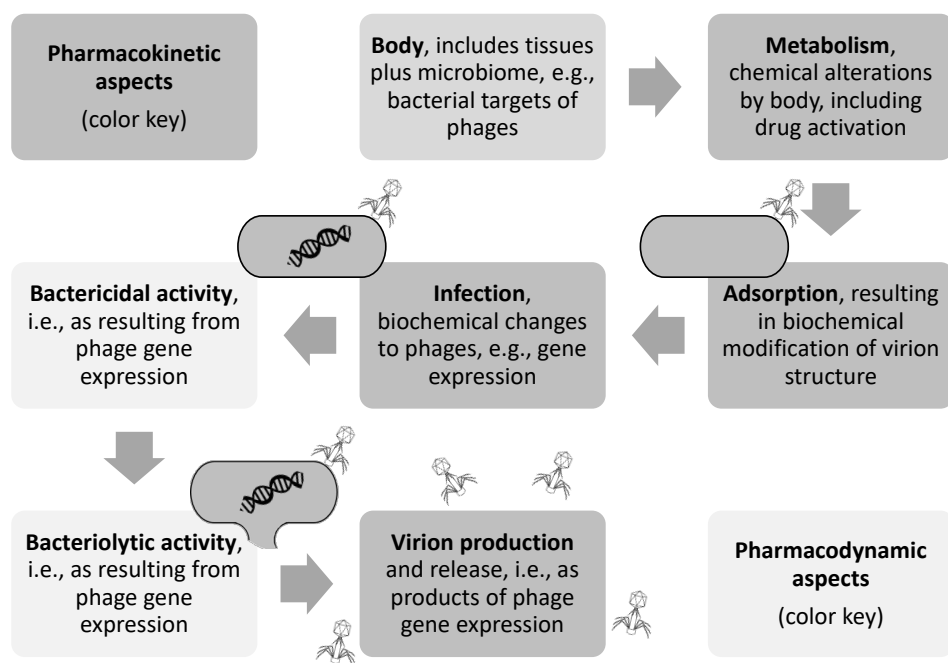 Pharmacokinetic
aspects
(color key)
Body, includes tissues
plus microbiome, e.g.,
bacterial targets of
phages
Metabolism,
chemical alterations
by body, including
drug activation
Adsorption, resulting
in biochemical
modification of virion
structure
Infection,
biochemical changes
to phages, e.g., gene
expression
Bactericidal activity,
i.e., as resulting from
phage gene
expression
Bacteriolytic activity,
i.e., as resulting from
phage gene
expression
Virion production
and release, i.e., as
products of phage
gene expression
Pharmacodynamic
aspects
(color key)